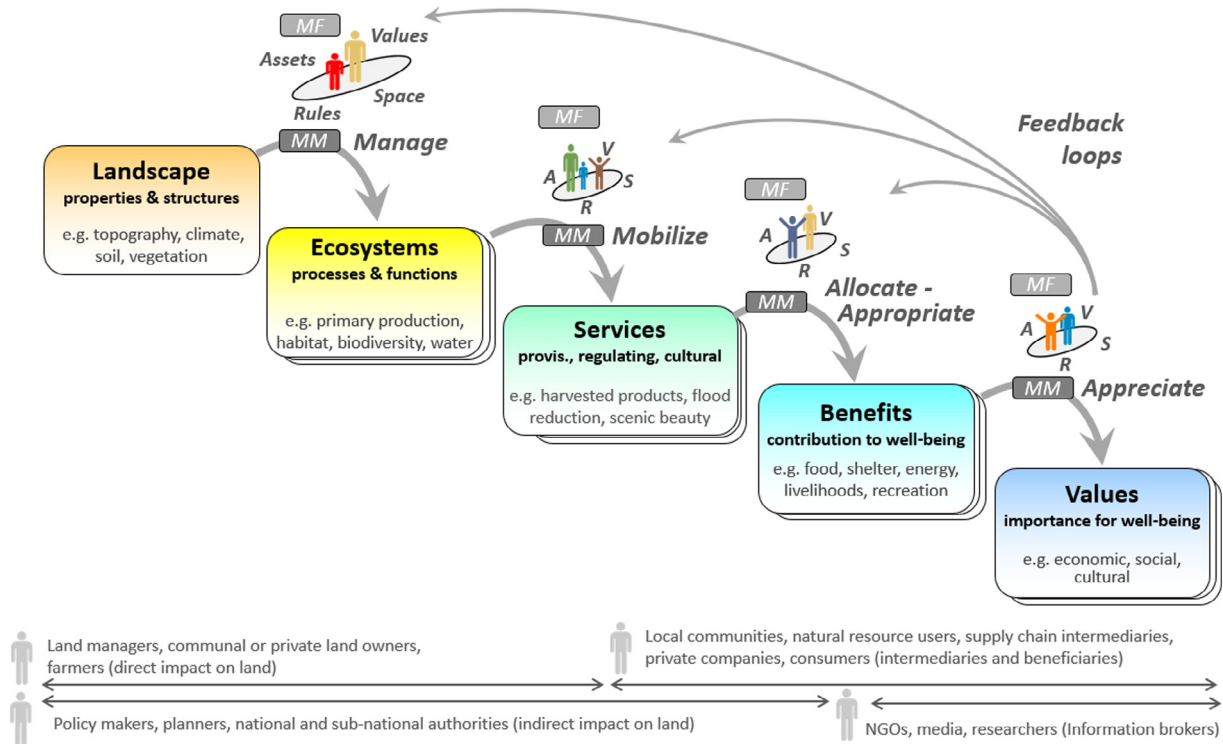 MF
Values
Assets
Space
Rules
MM
Manage
Landscape
properties & structures
e.g. topography, climate,
soil, vegetation
MF
V
A
S
R
MM
Mobilize
Ecosystems
processes & functions
e.g. primary production,
habitat, biodiversity, water
MF
V
A
S
R
MM
Allocate -
Appropriate
Services
provis., regulating, cultural
e.g. harvested products, flood
reduction, scenic beauty
Feedback
loops
MF
V
A
S
R
MM
Appreciate
Benefits
contribution to well-being
e.g. food, shelter, energy,
livelihoods, recreation
Values
importance for well-being
e.g. economic, social,
cultural
Land managers, communal or private land owners,
farmers (direct impact on land)
Local communities, natural resource users, supply chain intermediaries,
private companies, consumers (intermediaries and beneficiaries)
Policy makers, planners, national and sub-national authorities (indirect impact on land)
NGOs, media, researchers (Information brokers)